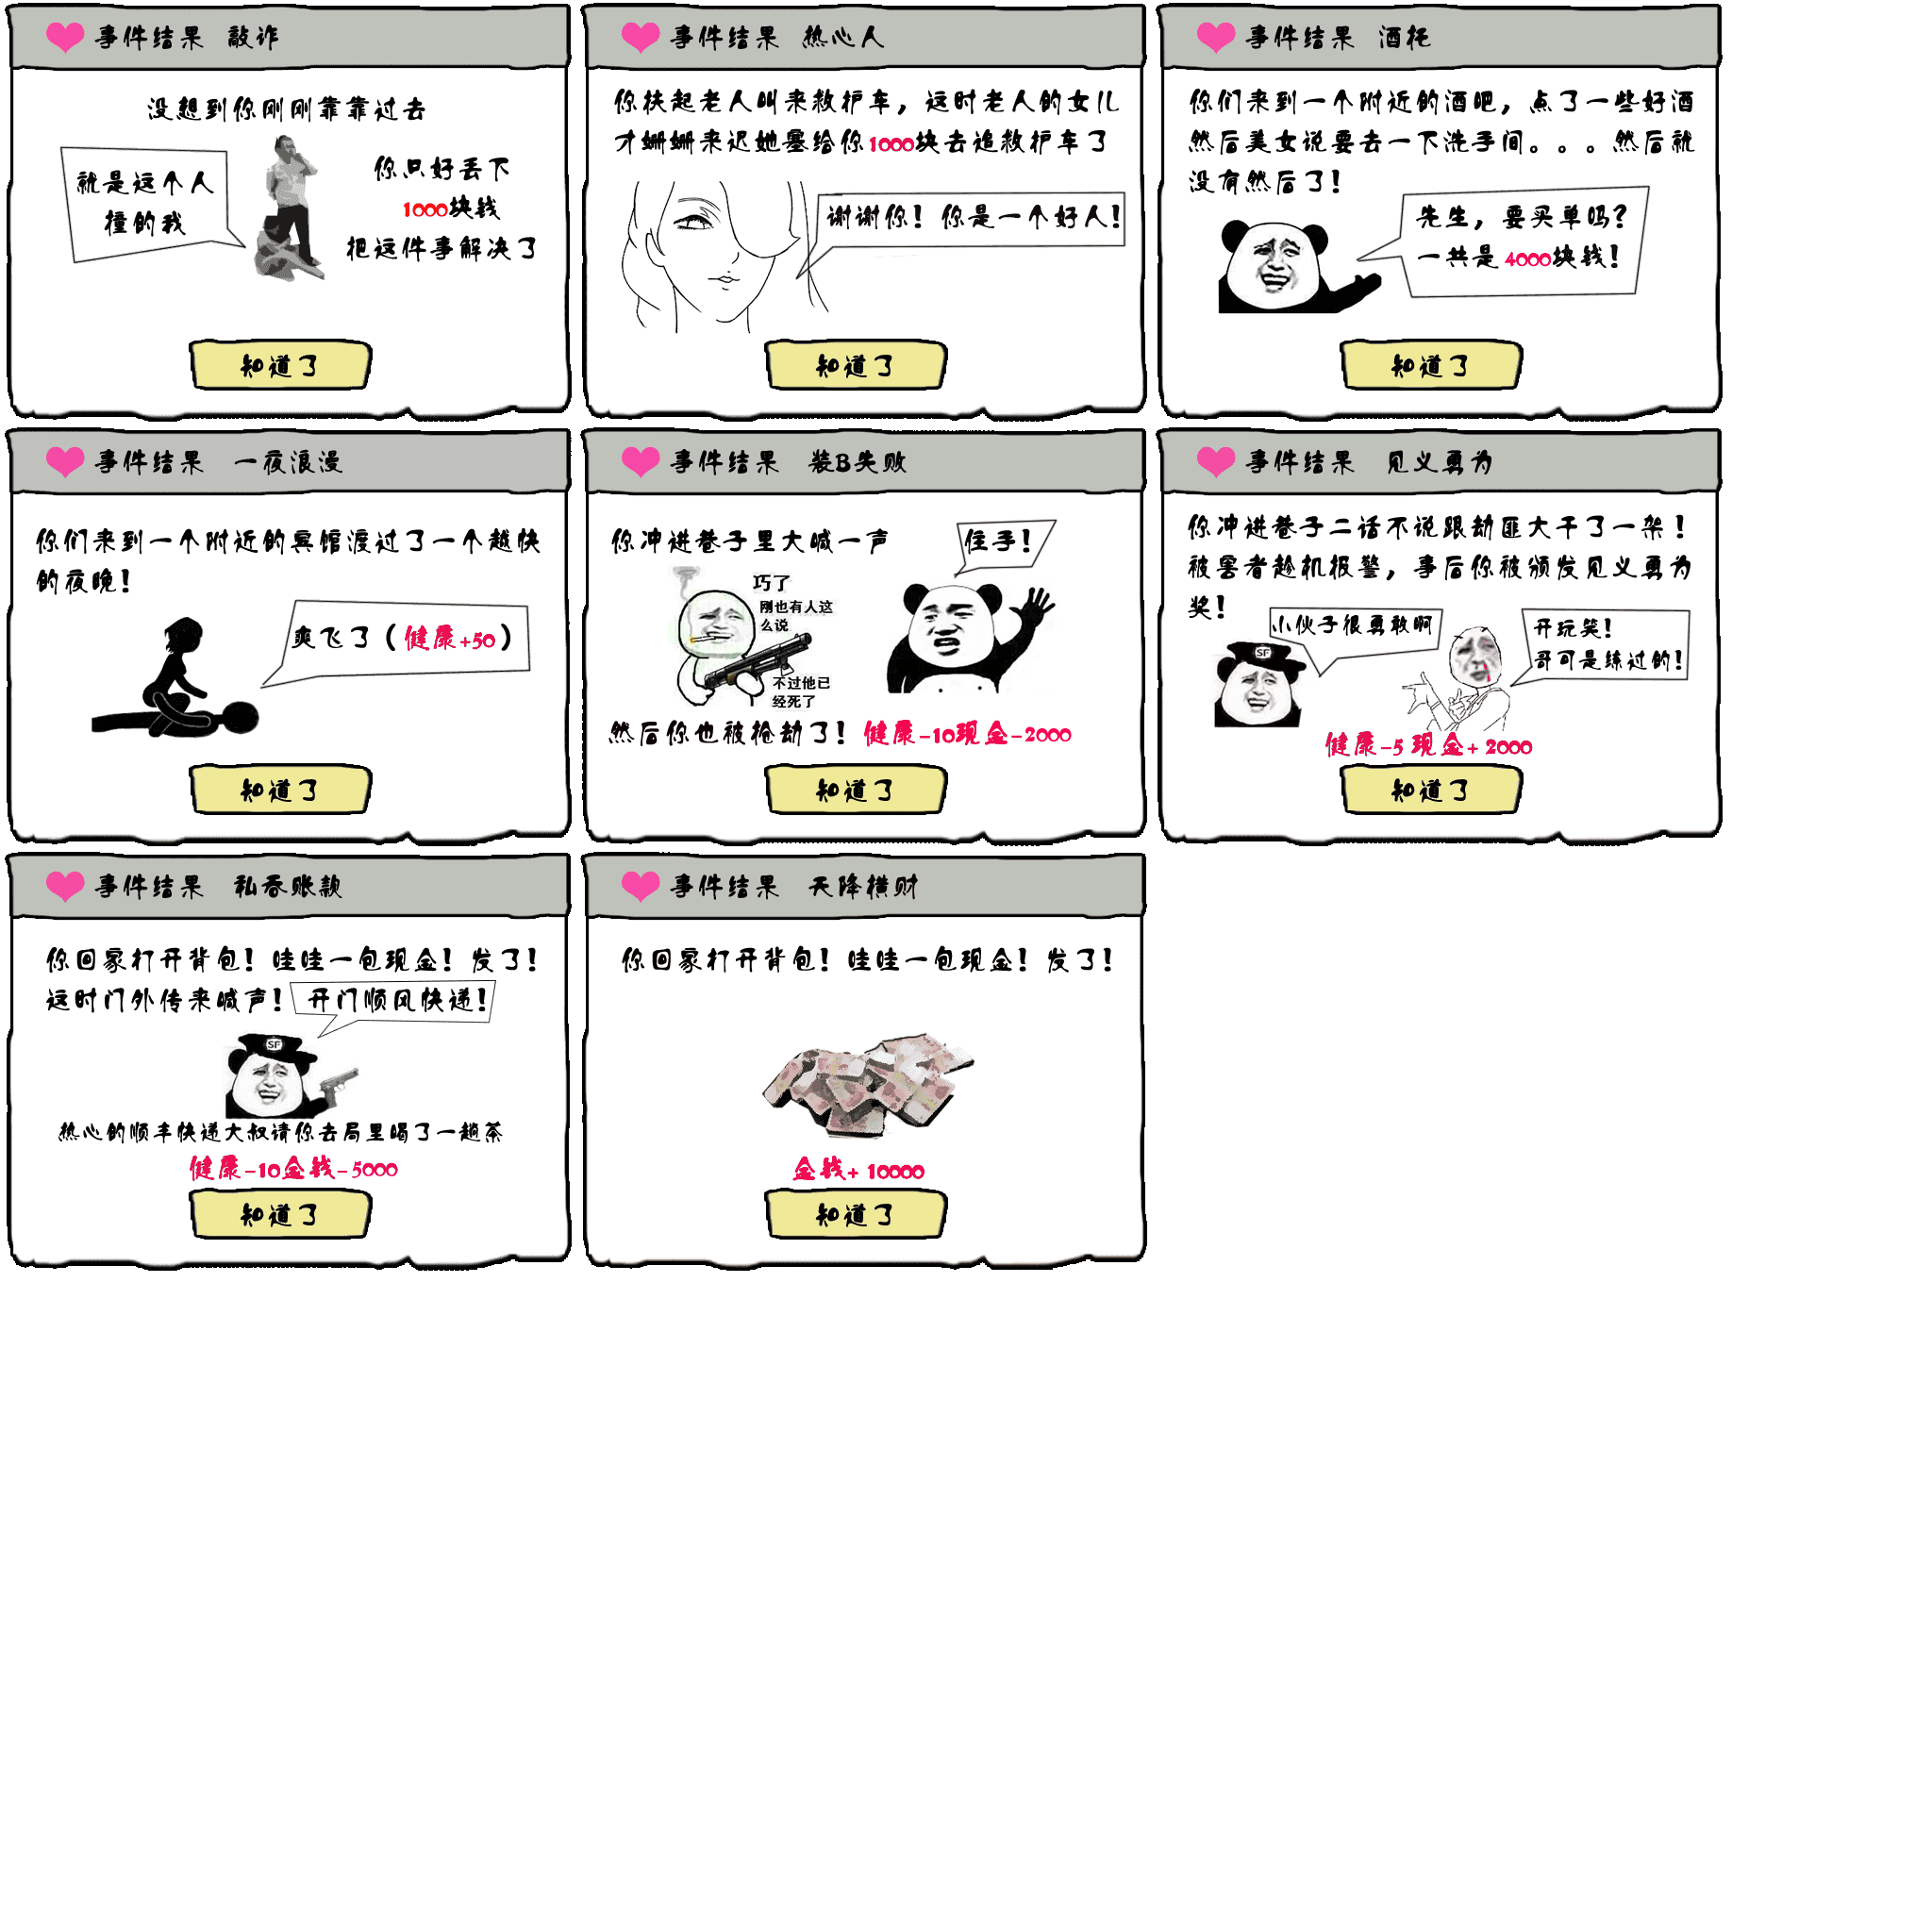 事件结果 敲诈
没想到你刚刚靠靠过去
就是这个人
撞的我
你只好丢下
1000块钱
把这件事解决了
知道了
事件结果 热心人
你扶起老人叫来救护车，这时老人的女儿
才姗姗来迟她塞给你1000块去追救护车了
谢谢你！你是一个好人！
知道了
事件结果 酒托
你们来到一个附近的酒吧，点了一些好酒
然后美女说要去一下洗手间。。。然后就
没有然后了！
先生，要买单吗？
一共是4000块钱！
知道了
事件结果 一夜浪漫
你们来到一个附近的宾馆渡过了一个越快
的夜晚！
爽飞了（健康+50）
知道了
事件结果 装B失败
你冲进巷子里大喊一声
住手！
巧了
刚也有人这
么说
不过他已
经死了
然后你也被抢劫了！健康-10现金-2000
知道了
事件结果 见义勇为
你冲进巷子二话不说跟劫匪大干了一架！
被害者趁机报警，事后你被颁发见义勇为
奖！
小伙子很勇敢啊
SF
开玩笑！
哥可是练过的！
健康-5 现金+ 2000
知道了
事件结果 私吞账款
你回家打开背包！哇哇一包现金！发了！
这时门外传来喊声！ 开门顺风快递！
SF
热心的顺丰快递大叔请你去局里喝了一趟茶
健康-10金钱-5000
知道了
事件结果 天降横财
你回家打开背包！哇哇一包现金！发了！
金钱+ 10000
知道了